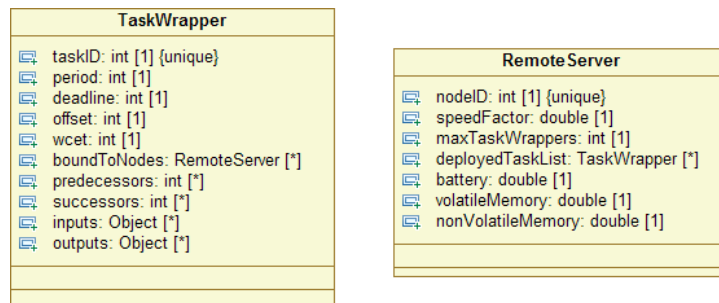 TaskWrapper
taskID: int [1] {unique}
period: int [1]
deadline: int [1]
offset: int [1]
wcet: int [1]
boundToNodes: RemoteServer [*]
predecessors: int [*]
successors: int [*]
inputs: Object [*]
outputs: Object [*]
RemoteServer
nodeID: int [1] {unique}
speedFactor: double [1]
maxTaskWrappers: int [1]
deployedTaskList: TaskWrapper [*]
battery: double [1]
volatileMemory: double [1]
nonVolatileMemory: double [1]